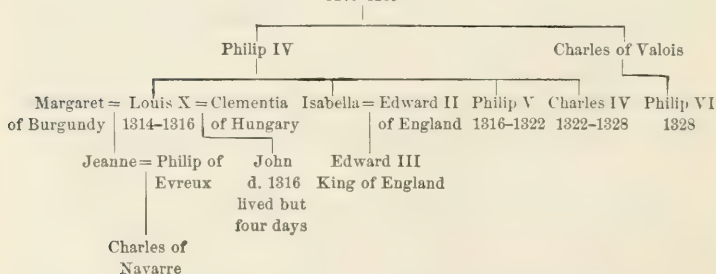 Philip IV Charles of Valois
Margaret = Louis X = Clementia Isabella = Edward II Philip V Charles IV Philip VI
of Burgundy 1314–1316 of Hungary of England 1316–1322 1322–1328 1328
Jeanne = Philip of John Edward III
Evreux d. 1316 King of England
lived but
four days
Charles of
Navarre